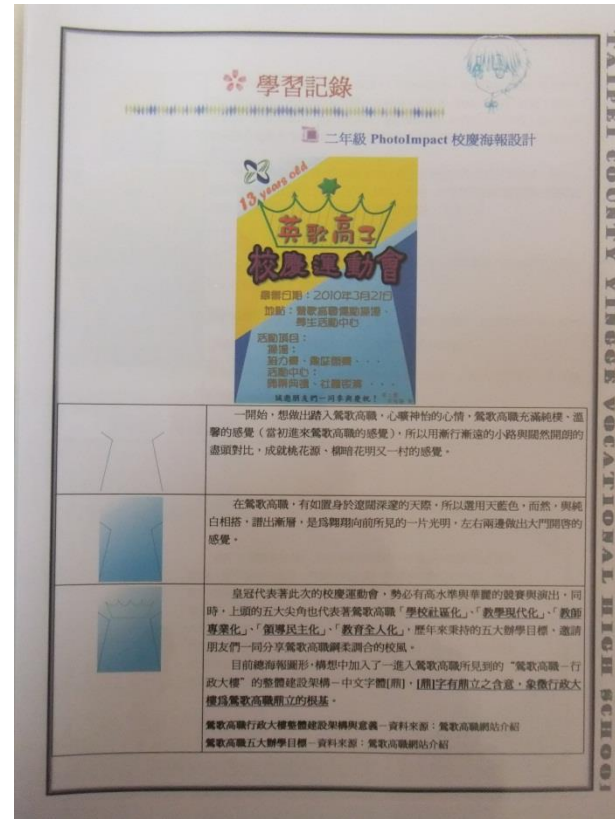 學習記錄
二年級 PhotoImpact 校慶海報設計
13 years old
英歌高工
校慶運動會
2010年3月21日
學生活動中心
活動項目：
活動中心：
誠邀朋友們一同參與慶祝！
一開始，想做出踏入鶯歌高職，心曠神怡的心情，鶯歌高職充滿純樸、溫
馨的感覺（當初進來鶯歌高職的感覺），所以用漸行漸遠的小路與關然開朗的
盡頭對比，成就桃花源、柳暗花明又一村的感覺。
在鶯歌高職，有如置身於遼闊深邃的天際，所以選用天藍色，而然，與純
白相搭，譜出漸層，是為翱翔向前所見的一片光明，左右兩邊做出大門開啓的
感覺。
皇冠代表著此次的校慶運動會，勢必有高水準與華麗的競賽與演出，同
時，上頭的五大尖角也代表著鶯歌高職「學校社區化」、「教學現代化」、「教師
專業化」、「領導民主化」、「教育全人化」，歷年來秉持的五大辦學目標，邀請
朋友們一同分享鶯歌高職剛柔調合的校風。
目前總海報圖形，構想中加入了一進入鶯歌高職所見到的“鶯歌高職－行
政大樓”的整體建設架構－中文字體[鼎]，[鼎]字有鼎立之含意，象徵行政大
樓為鶯歌高職鼎立的根基。
鶯歌高職行政大樓整體建設架構與意義－資料來源：鶯歌高職網站介紹
鶯歌高職五大辦學目標－資料來源：鶯歌高職網站介紹
TAIPEI COUNTY YINGGE VOCATIONAL HIGH SCHOOL